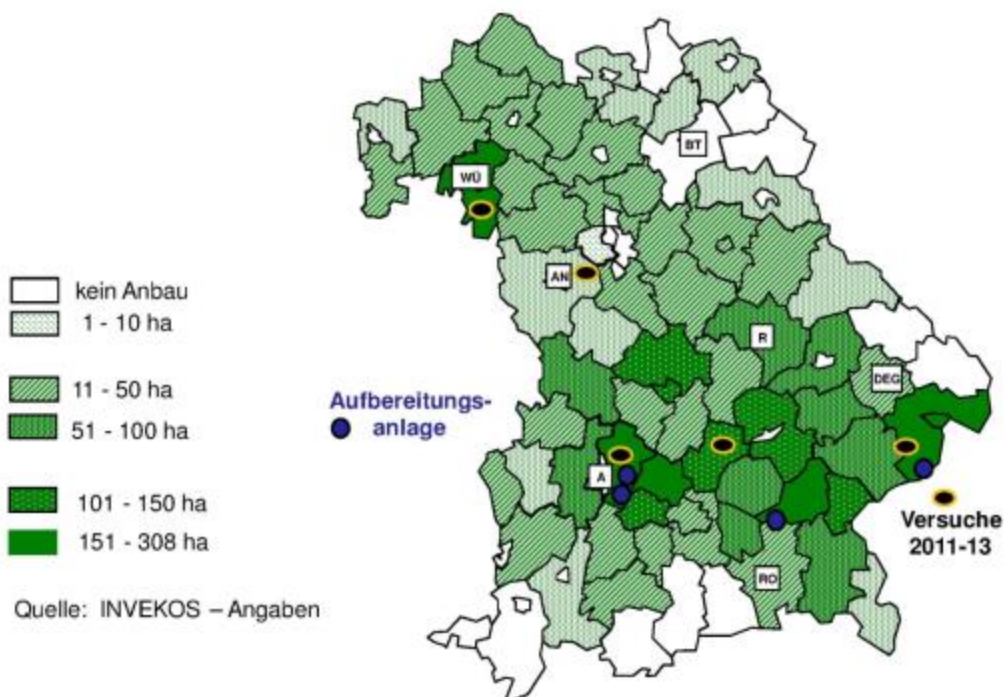 kein Anbau
1 - 10 ha
11 - 50 ha
51 - 100 ha
101 - 150 ha
151 - 308 ha
Quelle: INVEKOS – Angaben
Aufbereitungs-
anlage
BT
WÜ
AN
R
DEG
A
RO
Versuche
2011-13